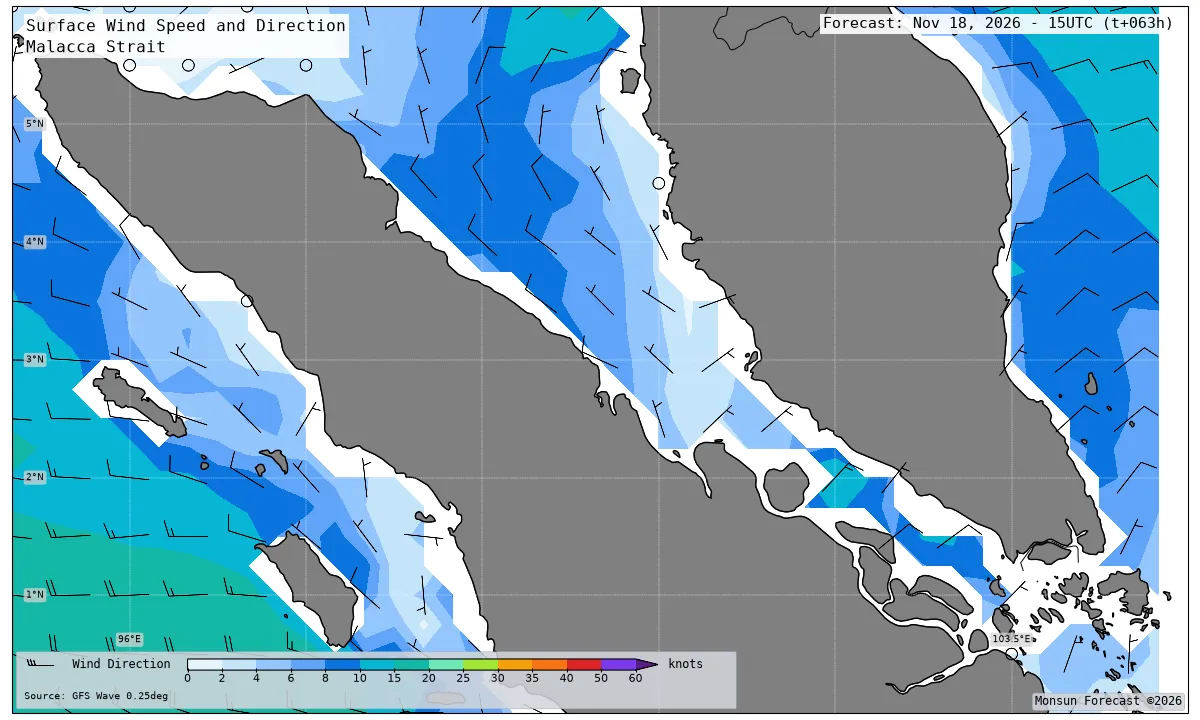 Surface Wind Speed and Direction
Malacca Strait
Forecast: Nov 18, 2026 - 15UTC (t+063h)
5°N
4°N
3°N
2°N
1°N
96°E
103.5°E
Wind Direction
0 2 4 6 8 10 15 20 25 30 35 40 50 60
knots
Source: GFS Wave 0.25deg
Monsun Forecast ©2026